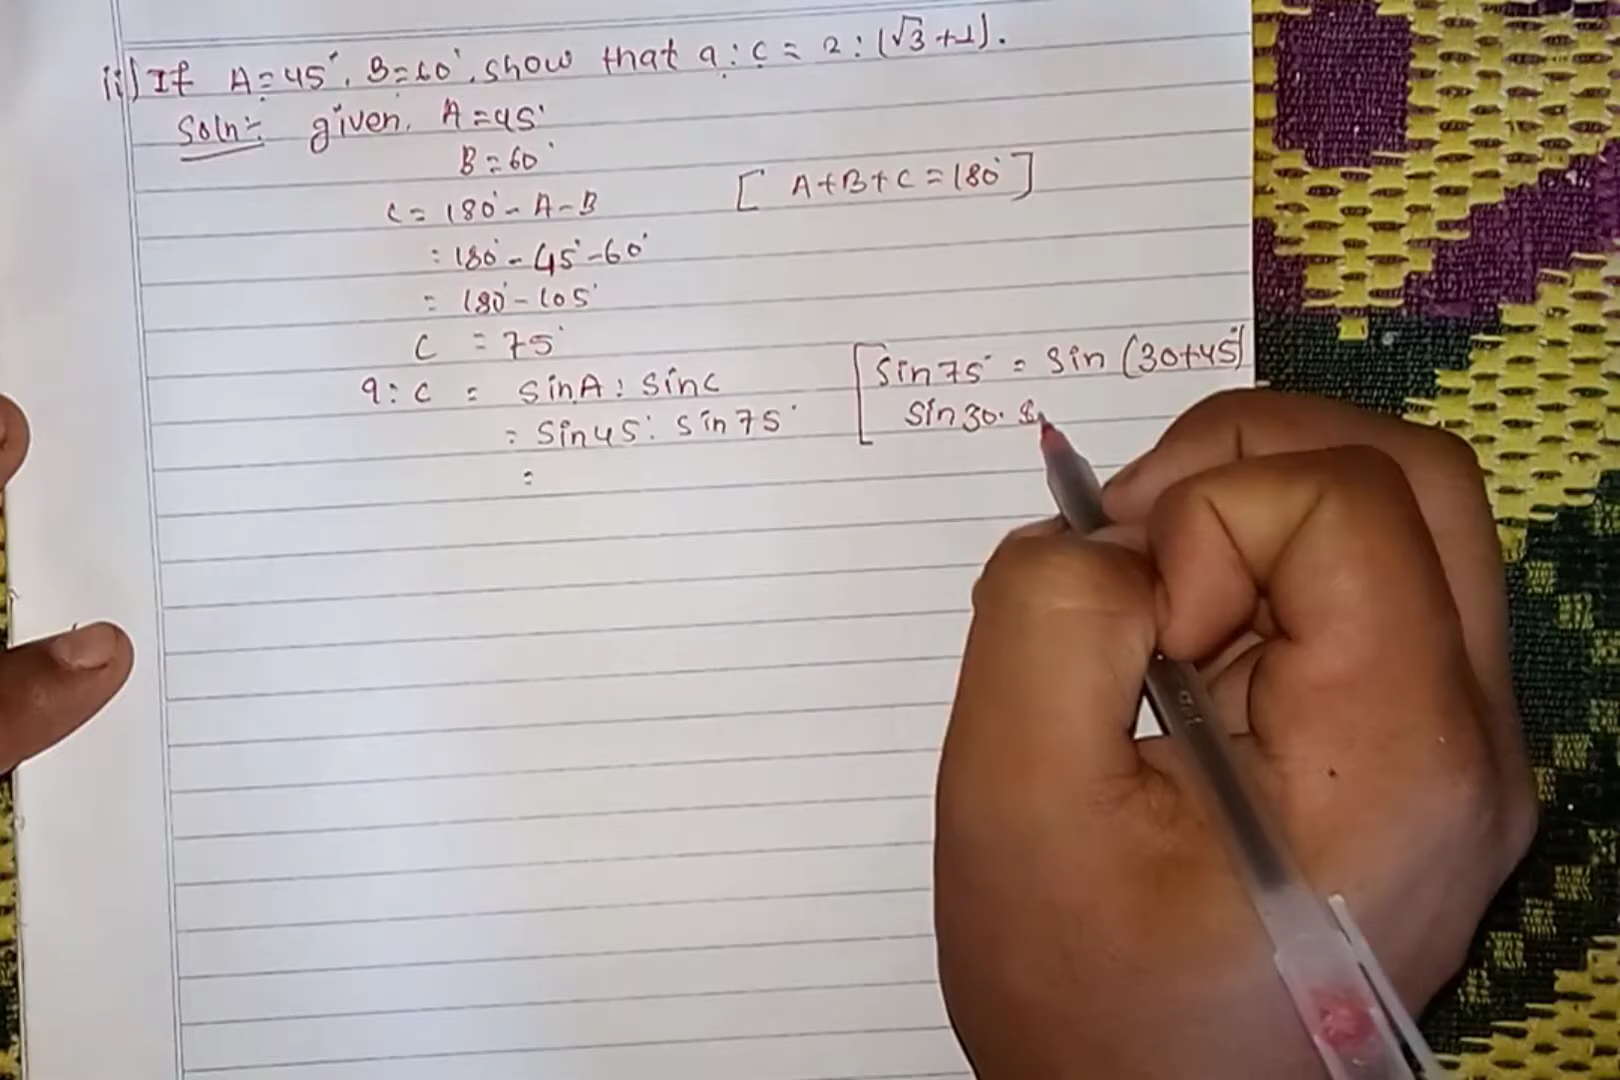 ii) If A=45°, B=60°, show that a:c = 2:(√3+1).
Soln:- given, A=45°
B=60°
C= 180°-A-B [ A+B+C=180° ]
= 180°-45°-60°
= 180°-105°
C = 75°
a:c = sinA : sinC [sin75° = sin (30+45°)
= sin45° : sin75° sin30.
=